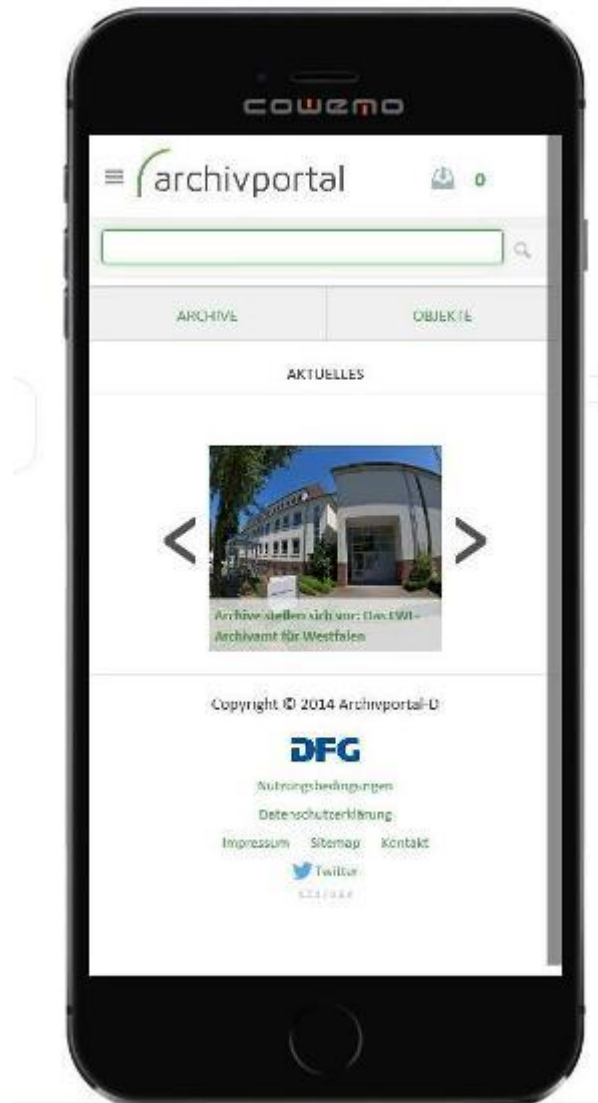 cowemo
archivportal
0
ARCHIVE OBJEKTE
AKTUELLES
Archive stellen sich vor: Das LWL-
Archivamt für Westfalen
Copyright © 2014 Archivportal-D
DFG
Nutzungsbedingungen
Datenschutzerklärung
Impressum Sitemap Kontakt
Twitter